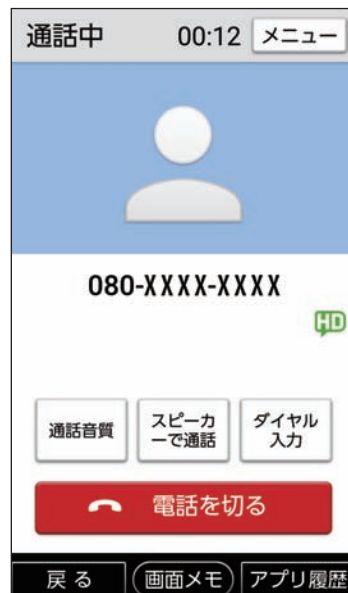 通話中 00:12 メニュー
080-XXXX-XXXX
HD
通話音質 スピーカーで通話 ダイヤル入力
電話を切る
戻る 画面メモ アプリ履歴